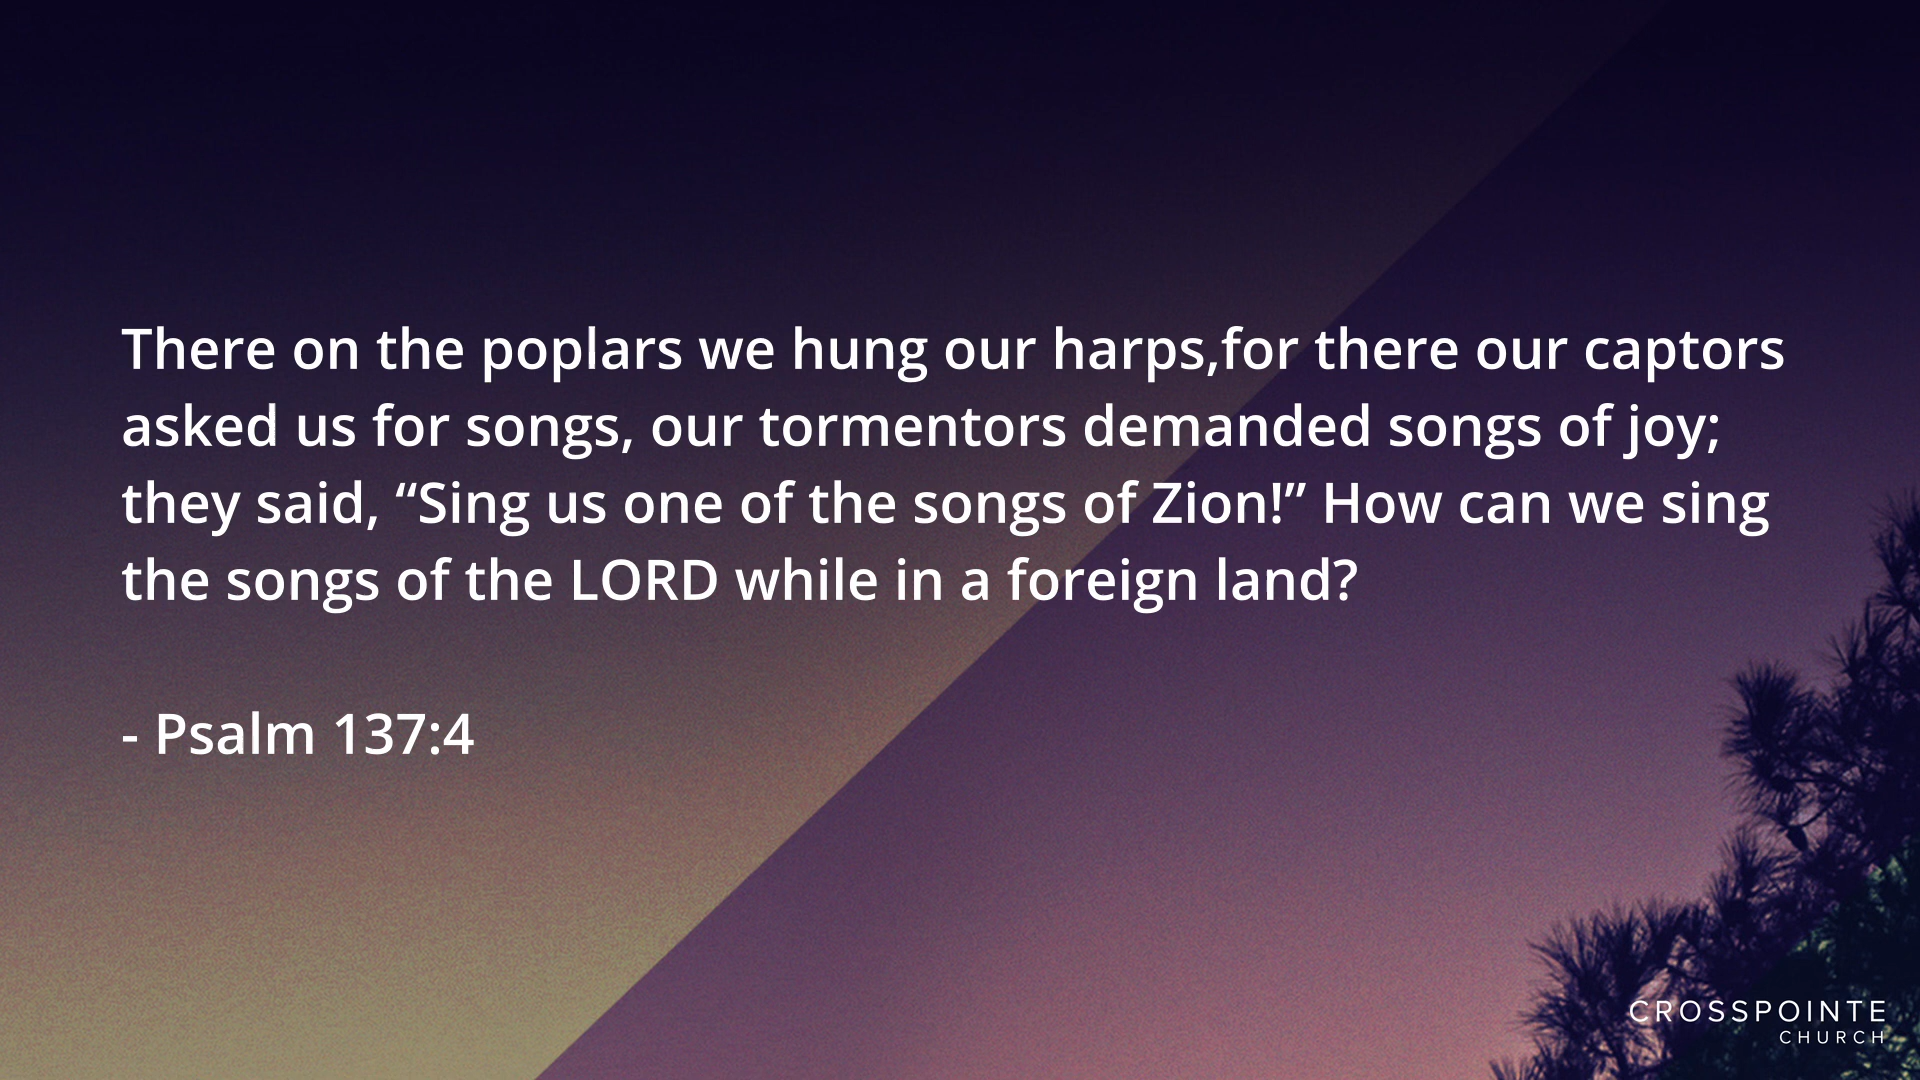 There on the poplars we hung our harps,for there our captors
asked us for songs, our tormentors demanded songs of joy;
they said, “Sing us one of the songs of Zion!” How can we sing
the songs of the LORD while in a foreign land?
- Psalm 137:4
CROSSPOINTE
CHURCH